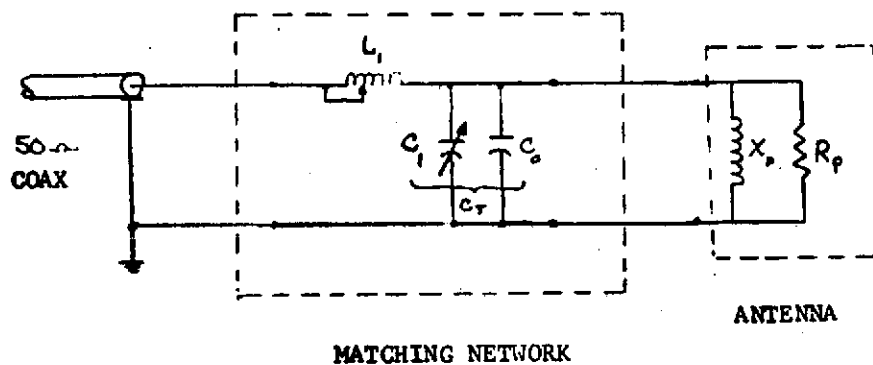 L₁
50 Ω
COAX
C₁
C₀
Cₜ
Xₚ
Rₚ
ANTENNA
MATCHING NETWORK